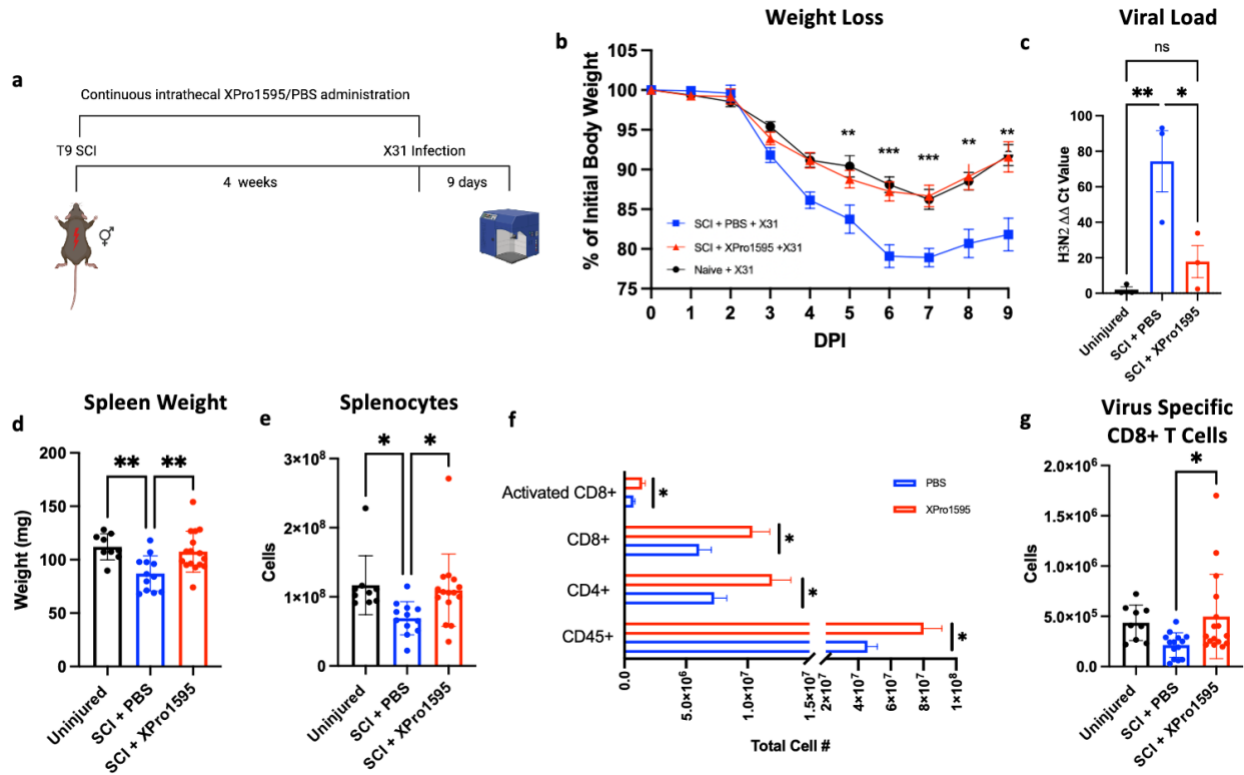 a
Continuous intrathecal XPro1595/PBS administration
T9 SCI
X31 Infection
4 weeks
9 days
b
Weight Loss
% of Initial Body Weight
105
100
95
90
85
80
75
** *** *** ** **
SCI + PBS + X31
SCI + XPro1595 +X31
Naive + X31
0 1 2 3 4 5 6 7 8 9
DPI
Viral Load
c
ns
** *
H3N2 ΔΔ Ct Value
100
80
60
40
20
0
Uninjured
SCI + PBS
SCI + XPro1595
Spleen Weight
d
** **
Weight (mg)
200
150
100
50
0
Uninjured
SCI + PBS
SCI + XPro1595
Splenocytes
e
* *
Cells
3×10⁸
2×10⁸
1×10⁸
0
Uninjured
SCI + PBS
SCI + XPro1595
f
PBS
XPro1595
Activated CD8+
*
CD8+
*
CD4+
*
CD45+
*
0.0
5.0×10⁶
1.0×10⁷
1.5×10⁷
2×10⁷
4×10⁷
6×10⁷
8×10⁷
1×10⁸
Total Cell #
Virus Specific
CD8+ T Cells
g
*
Cells
2.0×10⁶
1.5×10⁶
1.0×10⁶
5.0×10⁵
0.0
Uninjured
SCI + PBS
SCI + XPro1595